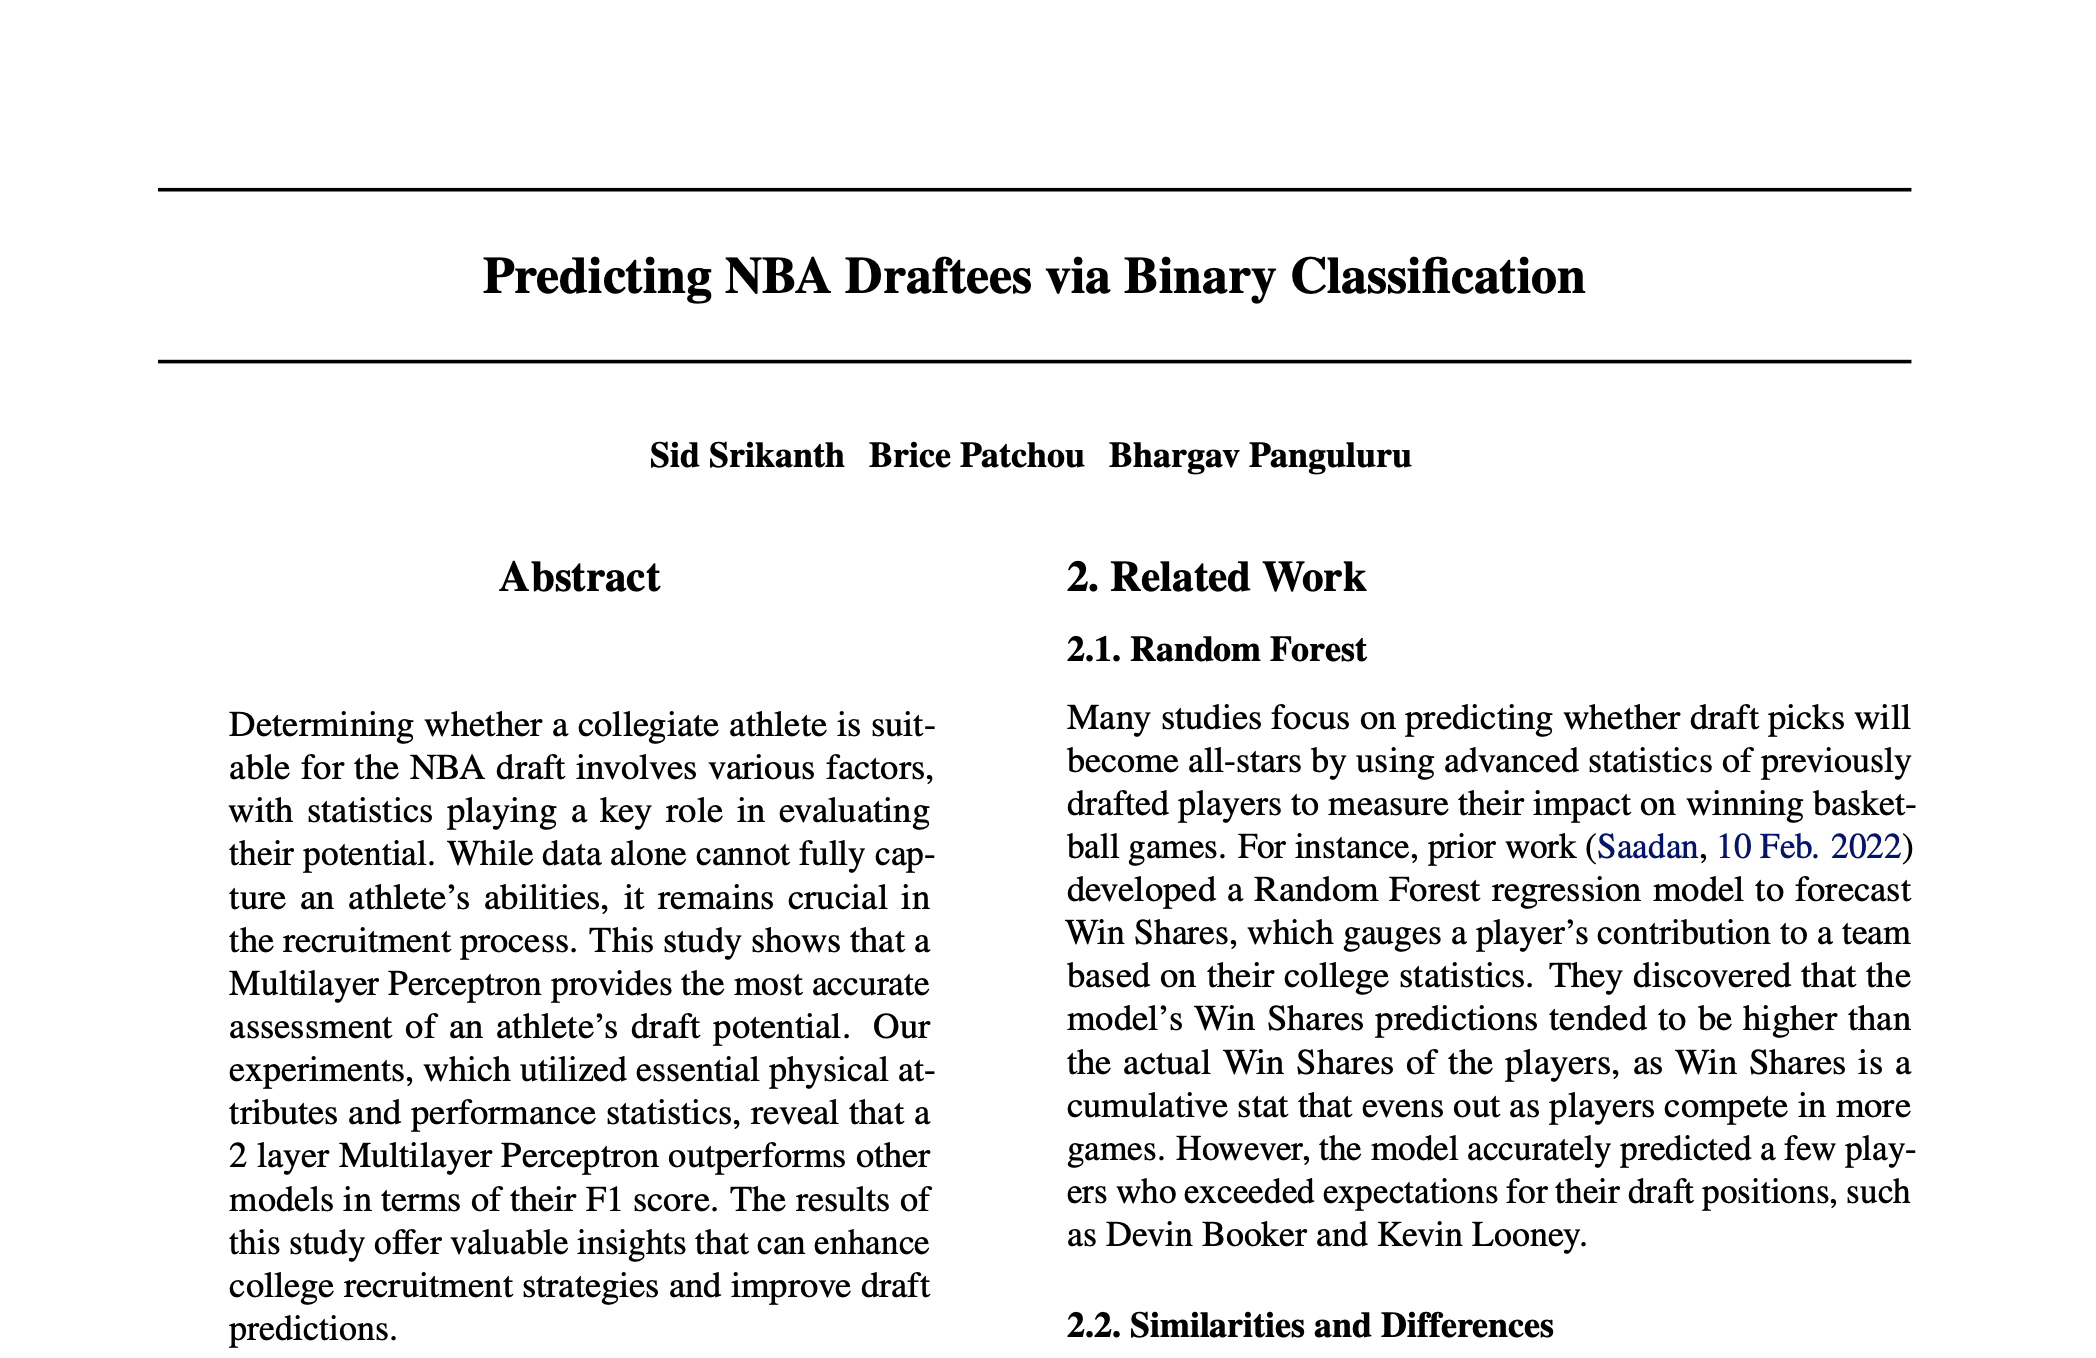 Predicting NBA Draftees via Binary Classification
Sid Srikanth Brice Patchou Bhargav Panguluru
Abstract
Determining whether a collegiate athlete is suit-
able for the NBA draft involves various factors,
with statistics playing a key role in evaluating
their potential. While data alone cannot fully cap-
ture an athlete's abilities, it remains crucial in
the recruitment process. This study shows that a
Multilayer Perceptron provides the most accurate
assessment of an athlete's draft potential. Our
experiments, which utilized essential physical at-
tributes and performance statistics, reveal that a
2 layer Multilayer Perceptron outperforms other
models in terms of their F1 score. The results of
this study offer valuable insights that can enhance
college recruitment strategies and improve draft
predictions.
2. Related Work
2.1. Random Forest
Many studies focus on predicting whether draft picks will
become all-stars by using advanced statistics of previously
drafted players to measure their impact on winning basket-
ball games. For instance, prior work (Saadan, 10 Feb. 2022)
developed a Random Forest regression model to forecast
Win Shares, which gauges a player's contribution to a team
based on their college statistics. They discovered that the
model's Win Shares predictions tended to be higher than
the actual Win Shares of the players, as Win Shares is a
cumulative stat that evens out as players compete in more
games. However, the model accurately predicted a few play-
ers who exceeded expectations for their draft positions, such
as Devin Booker and Kevin Looney.
2.2. Similarities and Differences